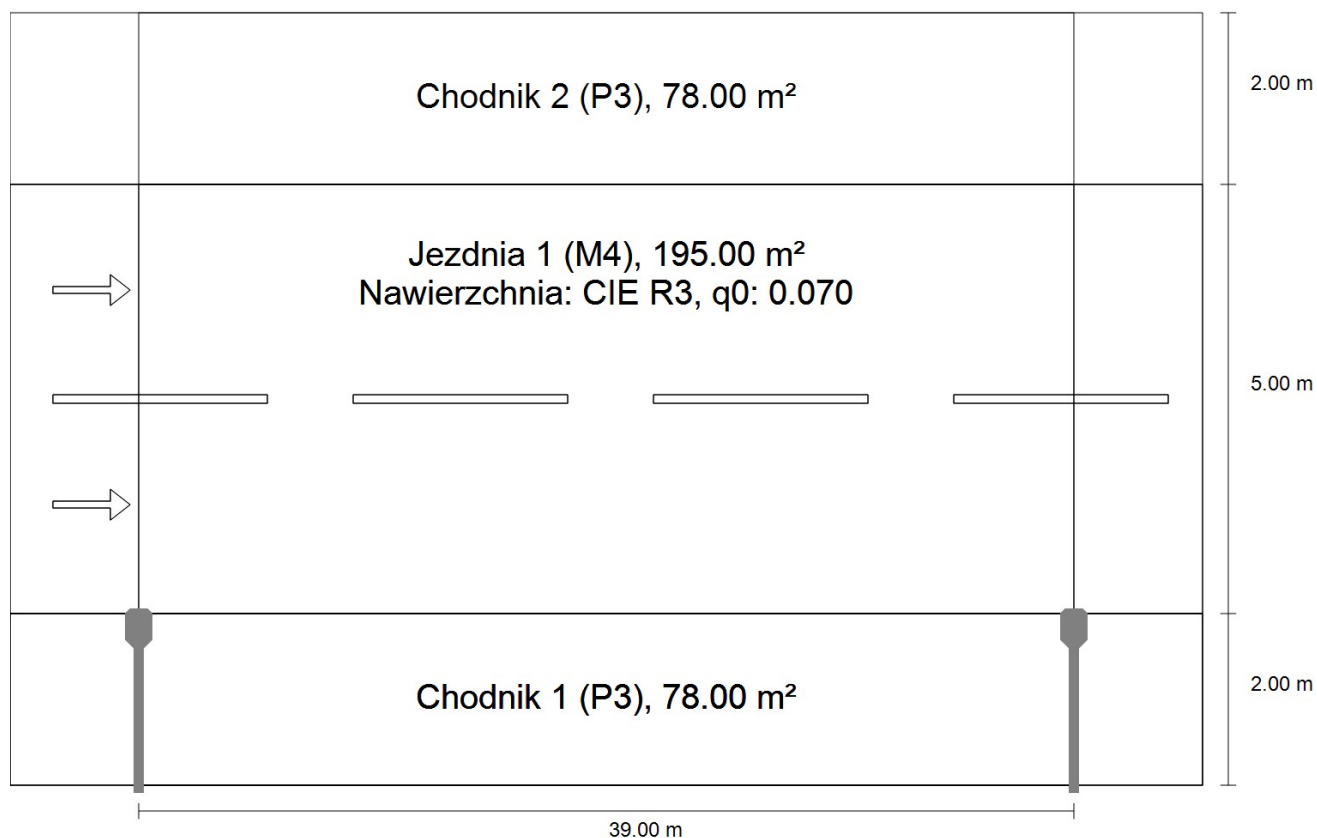 2.00 m
Chodnik 2 (P3), 78.00 m²
Jezdnia 1 (M4), 195.00 m²
Nawierzchnia: CIE R3, q0: 0.070
5.00 m
Chodnik 1 (P3), 78.00 m²
2.00 m
39.00 m